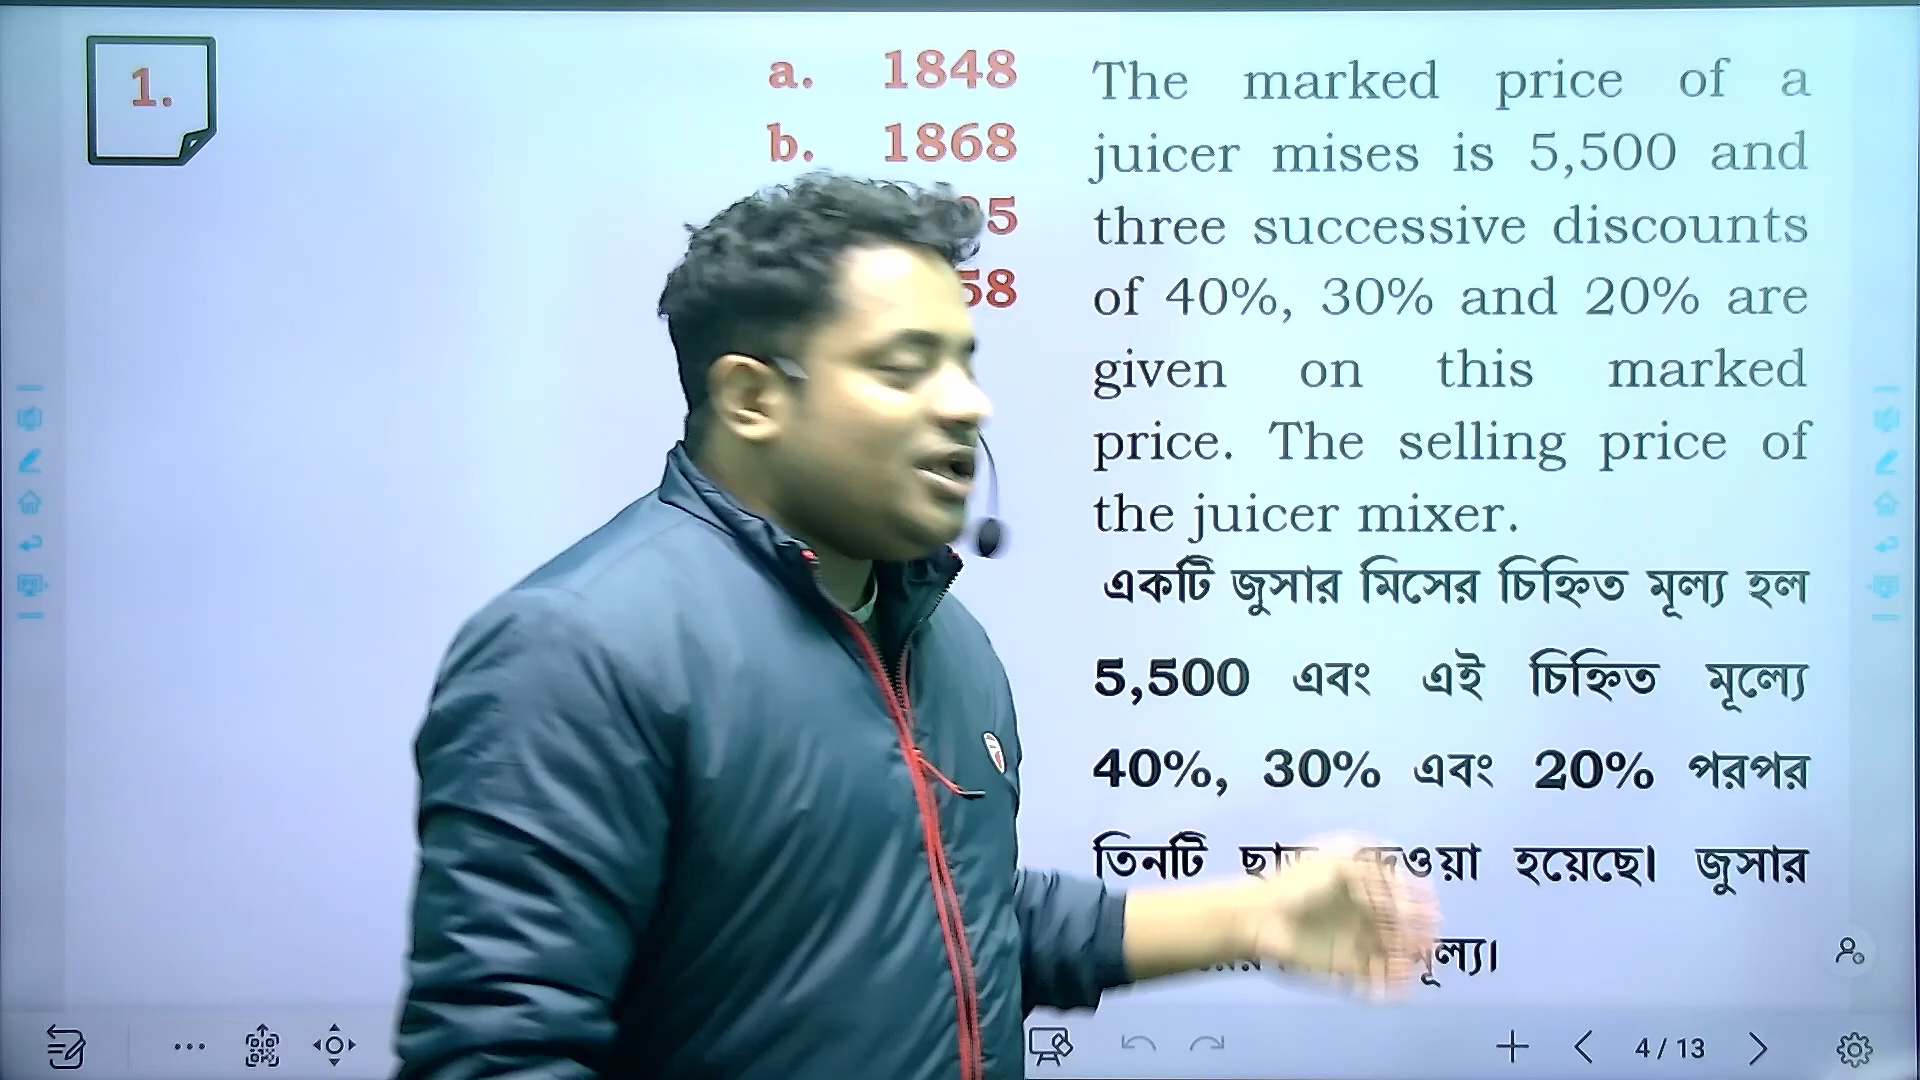 1.
a. 1848
b. 1868
5
58
The marked price of a
juicer mises is 5,500 and
three successive discounts
of 40%, 30% and 20% are
given on this marked
price. The selling price of
the juicer mixer.
একটি জুসার মিসের চিহ্নিত মূল্য হল
5,500 এবং এই চিহ্নিত মূল্যে
40%, 30% এবং 20% পরপর
তিনটি হয়েছে। জুসার
মূল্য।
4 / 13